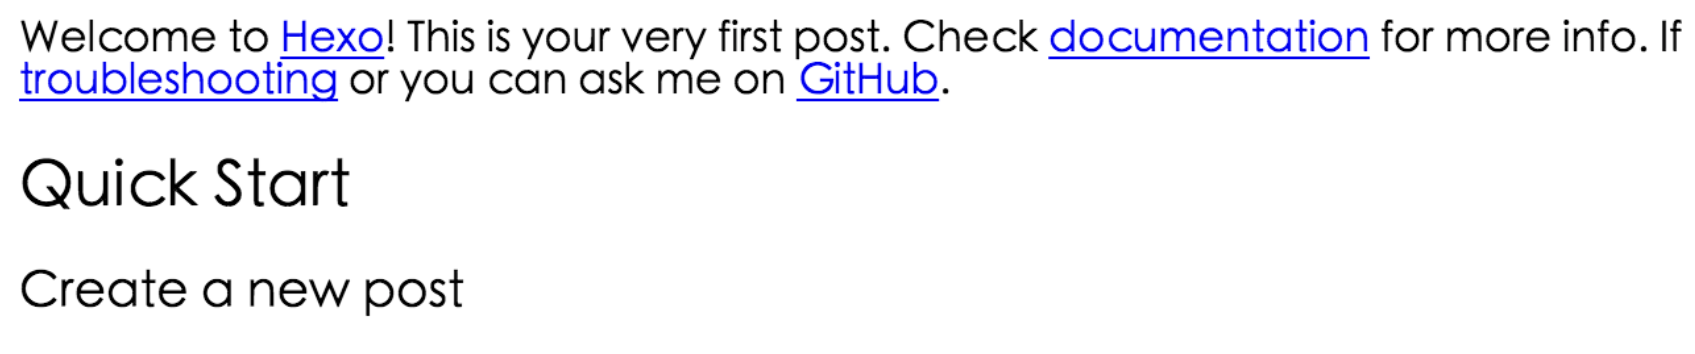 Welcome to Hexo! This is your very first post. Check documentation for more info. If
troubleshooting or you can ask me on GitHub.
Quick Start
Create a new post